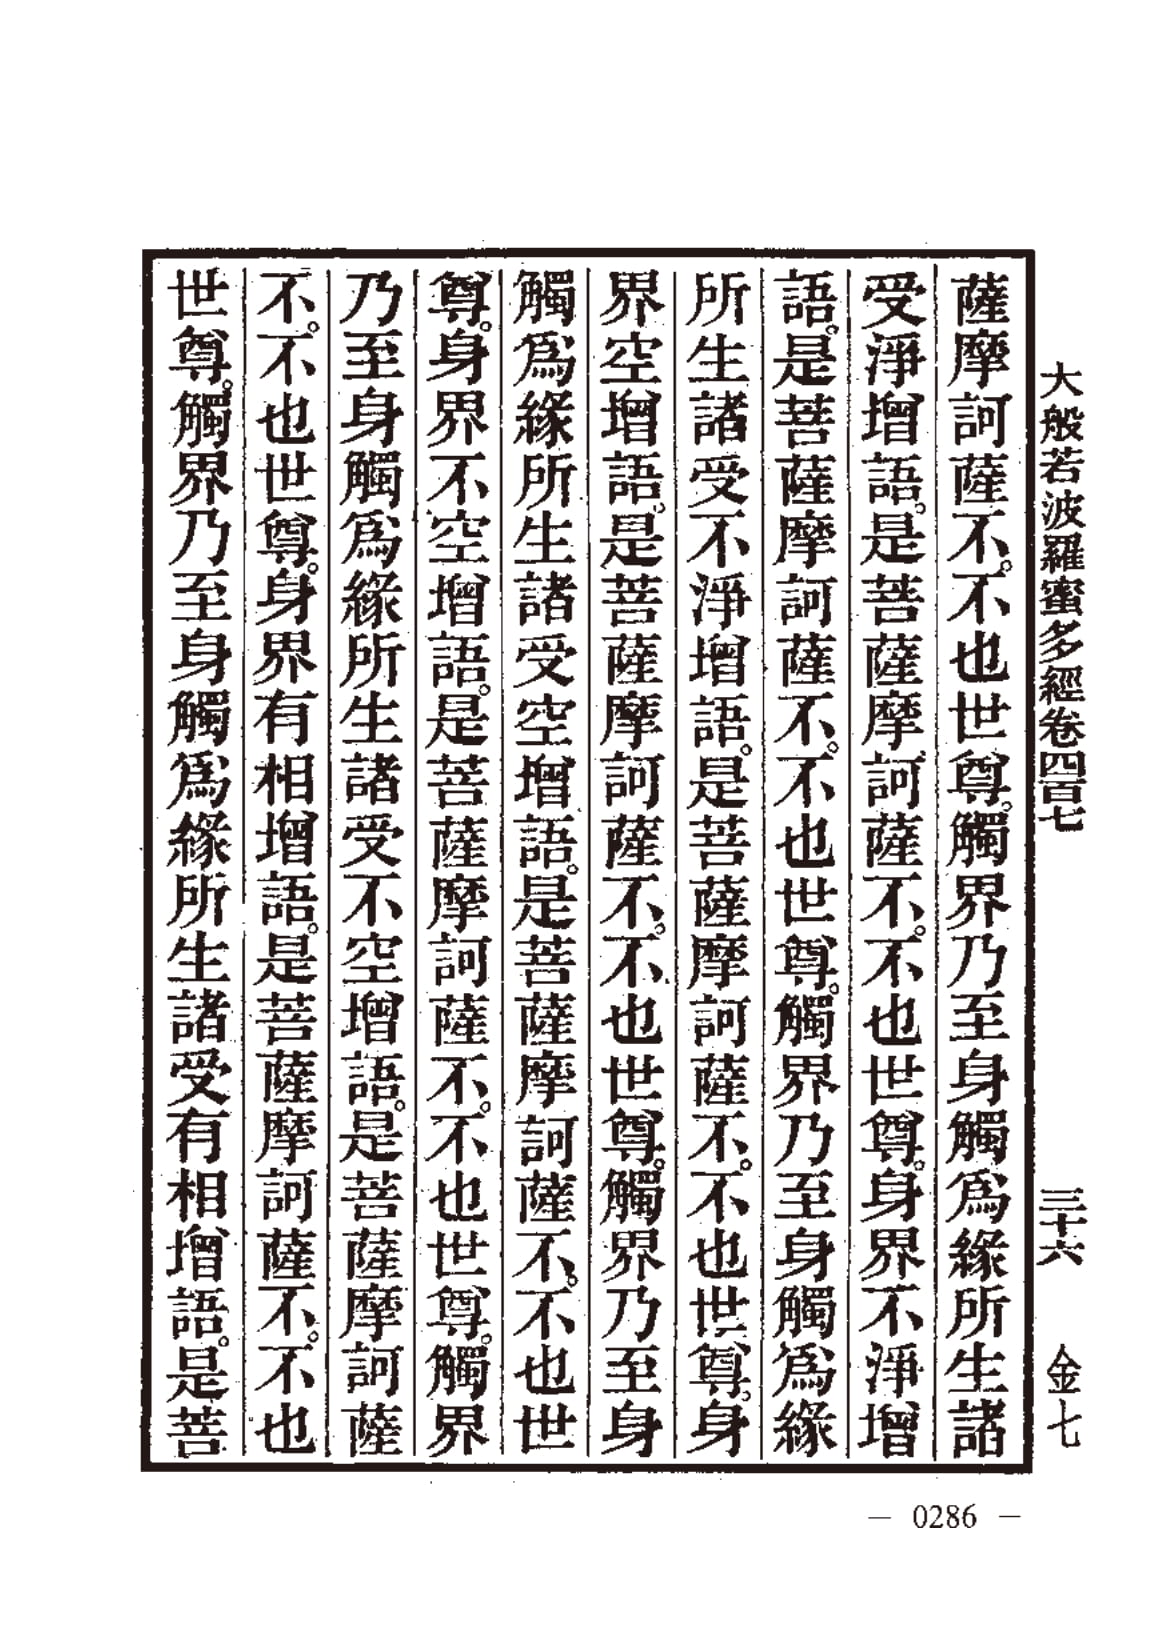 大般若波羅蜜多經卷四百七　三十六　金七
薩摩訶薩不。不也世尊。觸界乃至身觸爲緣所生諸
受淨增語。是菩薩摩訶薩不。不也世尊。身界不淨增
語。是菩薩摩訶薩不。不也世尊。觸界乃至身觸爲緣
所生諸受不淨增語。是菩薩摩訶薩不。不也世尊。身
界空增語。是菩薩摩訶薩不。不也世尊。觸界乃至身
觸爲緣所生諸受空增語。是菩薩摩訶薩不。不也世
尊。身界不空增語。是菩薩摩訶薩不。不也世尊。觸界
乃至身觸爲緣所生諸受不空增語。是菩薩摩訶薩
不。不也世尊。身界有相增語。是菩薩摩訶薩不。不也
世尊。觸界乃至身觸爲緣所生諸受有相增語。是菩
— 0286 —